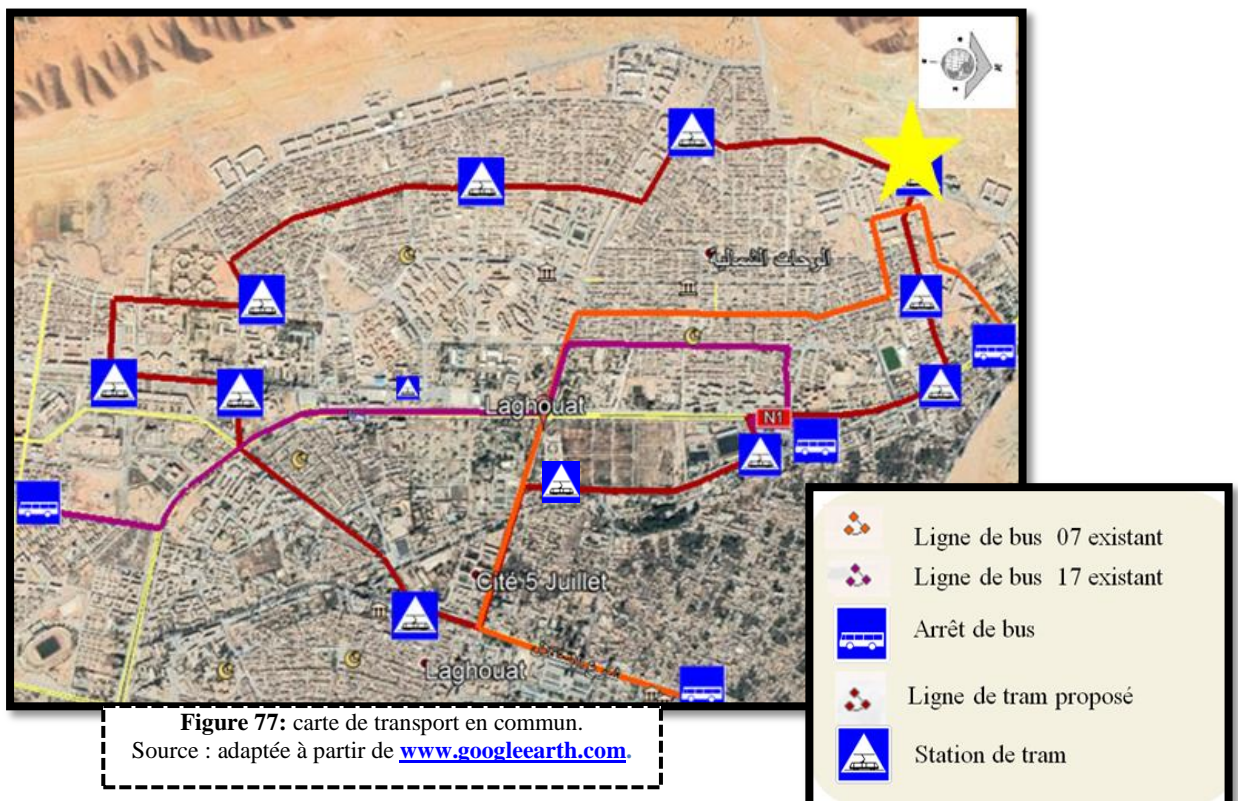 الوحات الشمالية
Laghouat
N1
Cité 5 Juillet
Laghouat
Ligne de bus 07 existant
Ligne de bus 17 existant
Arrêt de bus
Ligne de tram proposé
Station de tram
Figure 77: carte de transport en commun.
Source : adaptée à partir de www.googleearth.com.